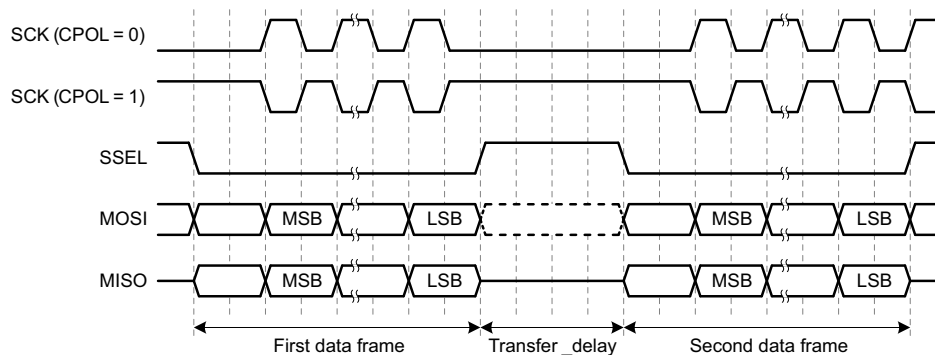 SCK (CPOL = 0)
SCK (CPOL = 1)
SSEL
MOSI MSB LSB MSB LSB
MISO MSB LSB MSB LSB
First data frame Transfer _delay Second data frame